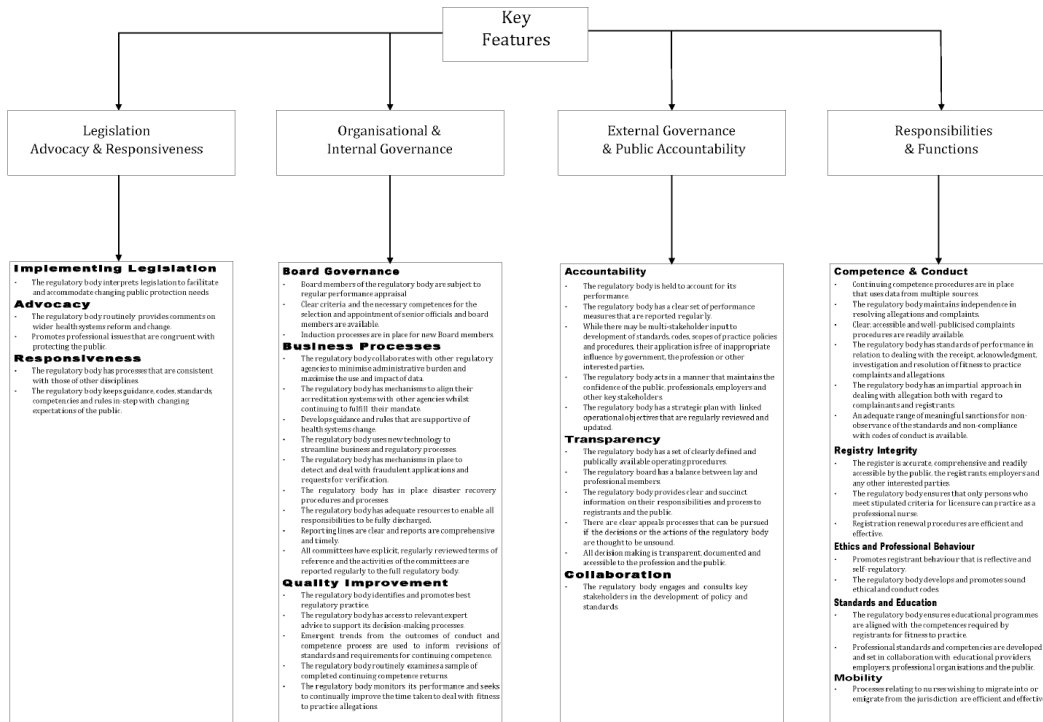 Key
Features
Legislation
Advocacy & Responsiveness
Organisational &
Internal Governance
External Governance
& Public Accountability
Responsibilities
& Functions
Implementing Legislation
• The regulatory body interprets legislation to facilitate
and accommodate changing public protection needs
Advocacy
• The regulatory body routinely provides comments on
wider health systems reform and change.
• Promotes professional issues that are congruent with
protecting the public.
Responsiveness
• The regulatory body has processes that are consistent
with those of other disciplines.
• The regulatory body keeps guidance, codes, standards,
competencies and rules in-step with changing
expectations of the public.
Board Governance
• Board members of the regulatory body are subject to
regular performance appraisal
• Clear criteria and the necessary competences for the
selection and appointment of senior officials and board
members are available.
• Induction processes are in place for new Board members
Business Processes
• The regulatory body collaborates with other regulatory
agencies to minimise administrative burden and
maximise the use and impact of data.
• The regulatory body has mechanisms to align their
accreditation systems with other agencies whilst
continuing to fulfill their mandate.
• Develops guidance and rules that are supportive of
health systems change.
• The regulatory body uses new technology to
streamline business and regulatory processes
• The regulatory body has mechanisms in place to
detect and deal with fraudulent applications and
requests for verification.
• The regulatory body has in place disaster recovery
procedures and processes.
• The regulatory body has adequate resources to enable all
responsibilities to be fully discharged.
• Reporting lines are clear and reports are comprehensive
and timely.
• All committees have explicit, regularly reviewed terms of
reference and the activities of the committees are
reported regularly to the full regulatory body.
Quality Improvement
• The regulatory body identifies and promotes best
regulatory practice.
• The regulatory body has access to relevant expert
advice to support its decision-making processes
• Emergent trends from the outcomes of conduct and
competence process are used to inform revisions of
standards and requirements for continuing competence.
• The regulatory body routinely examines a sample of
completed continuing competence returns
• The regulatory body monitors its performance and seeks
to continually improve the time taken to deal with fitness
to practice allegations.
Accountability
• The regulatory body is held to account for its
performance.
• The regulatory body has a clear set of performance
measures that are reported regularly.
• While there may be multi-stakeholder input to
development of standards, codes, scopes of practice policies
and procedures, their application is free of inappropriate
influence by government, the profession or other
interested parties.
• The regulatory body acts in a manner that maintains the
confidence of the public, professionals, employers and
other key stakeholders.
• The regulatory body has a strategic plan with linked
operational objectives that are regularly reviewed and
updated.
Transparency
• The regulatory body has a set of clearly defined and
publically available operating procedures.
• The regulatory board has a balance between lay and
professional members.
• The regulatory body provides clear and succinct
information on their responsibilities and process to
registrants and the public.
• There are clear appeals processes that can be pursued
if the decisions or the actions of the regulatory body
are thought to be unsound.
• All decision making is transparent, documented and
accessible to the profession and the public.
Collaboration
• The regulatory body engages and consults key
stakeholders in the development of policy and
standards.
Competence & Conduct
• Continuing competence procedures are in place
that uses data from multiple sources
• The regulatory body maintains independence in
resolving allegations and complaints.
• Clear, accessible and well-publicised complaints
procedures are readily available.
• The regulatory body has standards of performance in
relation to dealing with the receipt, acknowledgment,
investigation and resolution of fitness to practice
complaints and allegations
• The regulatory body has an impartial approach in
dealing with allegation both with regard to
complainants and registrants.
• An adequate range of meaningful sanctions for non-
observance of the standards and non-compliance
with codes of conduct is available.
Registry Integrity
• The register is accurate, comprehensive and readily
accessible by the public, the registrants, employers and
any other interested parties.
• The regulatory body ensures that only persons who
meet stipulated criteria for licensure can practice as a
professional nurse.
• Registration renewal procedures are efficient and
effective.
Ethics and Professional Behaviour
• Promotes registrant behaviour that is reflective and
self-regulatory.
• The regulatory body develops and promotes sound
ethical and conduct codes.
Standards and Education
• The regulatory body ensures educational programmes
are aligned with the competences required by
registrants for fitness to practice.
• Professional standards and competencies are developed
and set in collaboration with educational providers,
employers, professional organisations and the public.
Mobility
• Processes relating to nurses wishing to migrate into or
emigrate from the jurisdiction are efficient and effectiv